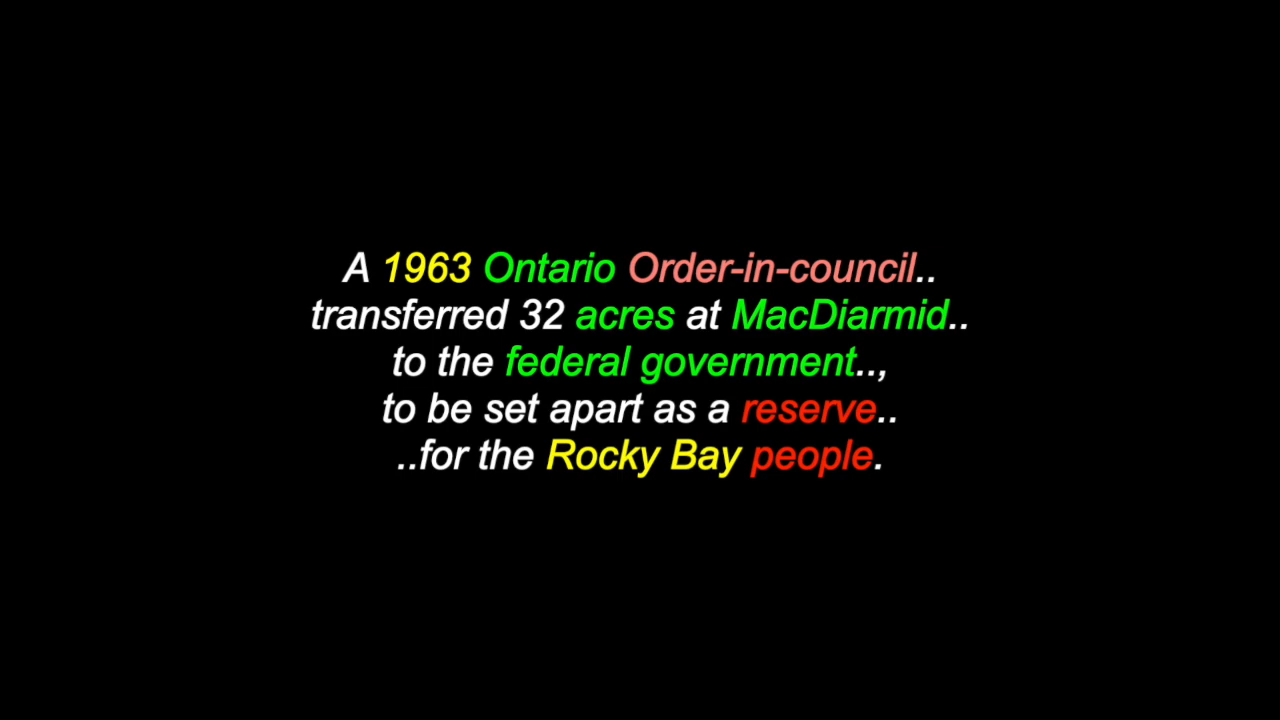 A 1963 Ontario Order-in-council..
transferred 32 acres at MacDiarmid..
to the federal government..,
to be set apart as a reserve..
..for the Rocky Bay people.